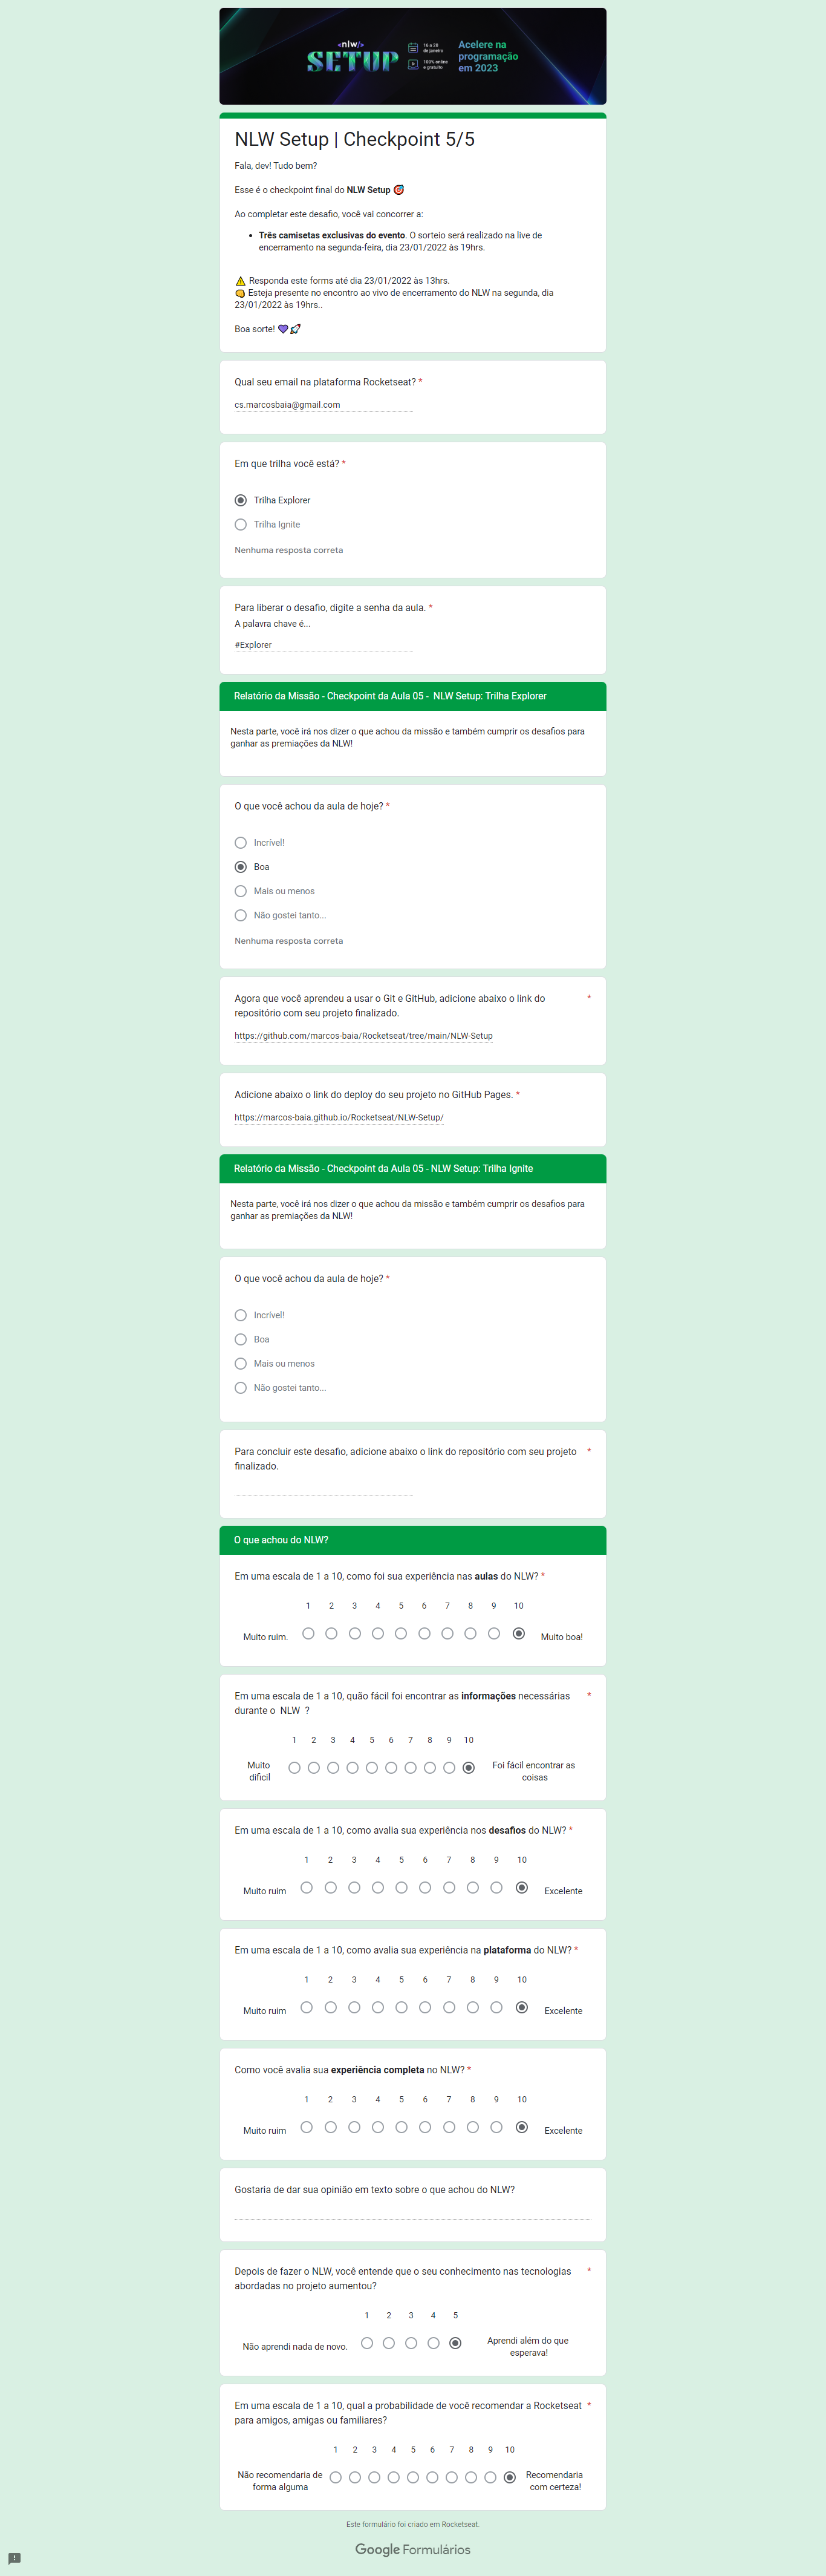 <nlw/>
SETUP
16 a 20
de janeiro
100% online
e gratuito
Acelere na
programação
em 2023
NLW Setup | Checkpoint 5/5
Fala, dev! Tudo bem?
Esse é o checkpoint final do NLW Setup 🎯
Ao completar este desafio, você vai concorrer a:
• Três camisetas exclusivas do evento. O sorteio será realizado na live de
encerramento na segunda-feira, dia 23/01/2022 às 19hrs.
⚠️ Responda este forms até dia 23/01/2022 às 13hrs.
👊 Esteja presente no encontro ao vivo de encerramento do NLW na segunda, dia
23/01/2022 às 19hrs..
Boa sorte! 💜🚀
Qual seu email na plataforma Rocketseat? *
cs.marcosbaia@gmail.com
Em que trilha você está? *
Trilha Explorer
Trilha Ignite
Nenhuma resposta correta
Para liberar o desafio, digite a senha da aula. *
A palavra chave é...
#Explorer
Relatório da Missão - Checkpoint da Aula 05 - NLW Setup: Trilha Explorer
Nesta parte, você irá nos dizer o que achou da missão e também cumprir os desafios para
ganhar as premiações da NLW!
O que você achou da aula de hoje? *
Incrível!
Boa
Mais ou menos
Não gostei tanto...
Nenhuma resposta correta
Agora que você aprendeu a usar o Git e GitHub, adicione abaixo o link do *
repositório com seu projeto finalizado.
https://github.com/marcos-baia/Rocketseat/tree/main/NLW-Setup
Adicione abaixo o link do deploy do seu projeto no GitHub Pages. *
https://marcos-baia.github.io/Rocketseat/NLW-Setup/
Relatório da Missão - Checkpoint da Aula 05 - NLW Setup: Trilha Ignite
Nesta parte, você irá nos dizer o que achou da missão e também cumprir os desafios para
ganhar as premiações da NLW!
O que você achou da aula de hoje? *
Incrível!
Boa
Mais ou menos
Não gostei tanto...
Para concluir este desafio, adicione abaixo o link do repositório com seu projeto *
finalizado.
O que achou do NLW?
Em uma escala de 1 a 10, como foi sua experiência nas aulas do NLW? *
1 2 3 4 5 6 7 8 9 10
Muito ruim. Muito boa!
Em uma escala de 1 a 10, quão fácil foi encontrar as informações necessárias *
durante o NLW ?
1 2 3 4 5 6 7 8 9 10
Muito
dificil
Foi fácil encontrar as
coisas
Em uma escala de 1 a 10, como avalia sua experiência nos desafios do NLW? *
1 2 3 4 5 6 7 8 9 10
Muito ruim Excelente
Em uma escala de 1 a 10, como avalia sua experiência na plataforma do NLW? *
1 2 3 4 5 6 7 8 9 10
Muito ruim Excelente
Como você avalia sua experiência completa no NLW? *
1 2 3 4 5 6 7 8 9 10
Muito ruim Excelente
Gostaria de dar sua opinião em texto sobre o que achou do NLW?
Depois de fazer o NLW, você entende que o seu conhecimento nas tecnologias *
abordadas no projeto aumentou?
1 2 3 4 5
Não aprendi nada de novo.
Aprendi além do que
esperava!
Em uma escala de 1 a 10, qual a probabilidade de você recomendar a Rocketseat *
para amigos, amigas ou familiares?
1 2 3 4 5 6 7 8 9 10
Não recomendaria de
forma alguma
Recomendaria
com certeza!
Este formulário foi criado em Rocketseat.
Google Formulários